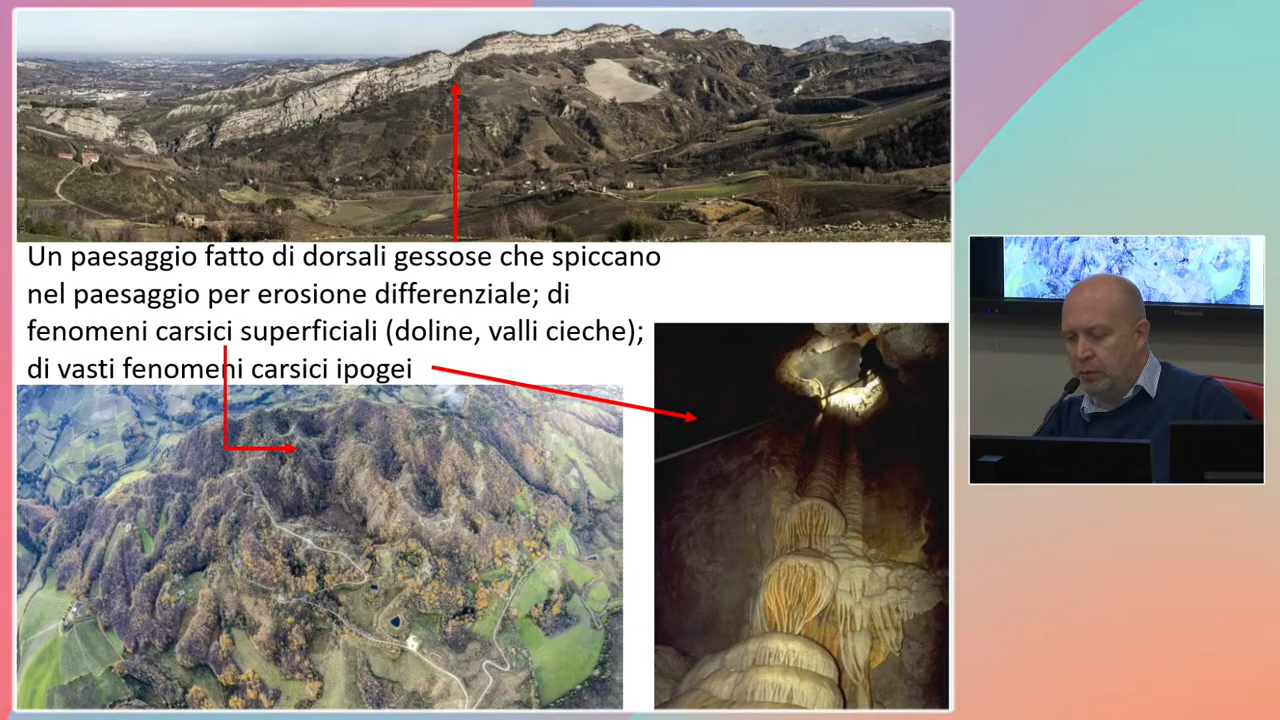 Un paesaggio fatto di dorsali gessose che spiccano
nel paesaggio per erosione differenziale; di
fenomeni carsici superficiali (doline, valli cieche);
di vasti fenomeni carsici ipogei
Panasonic